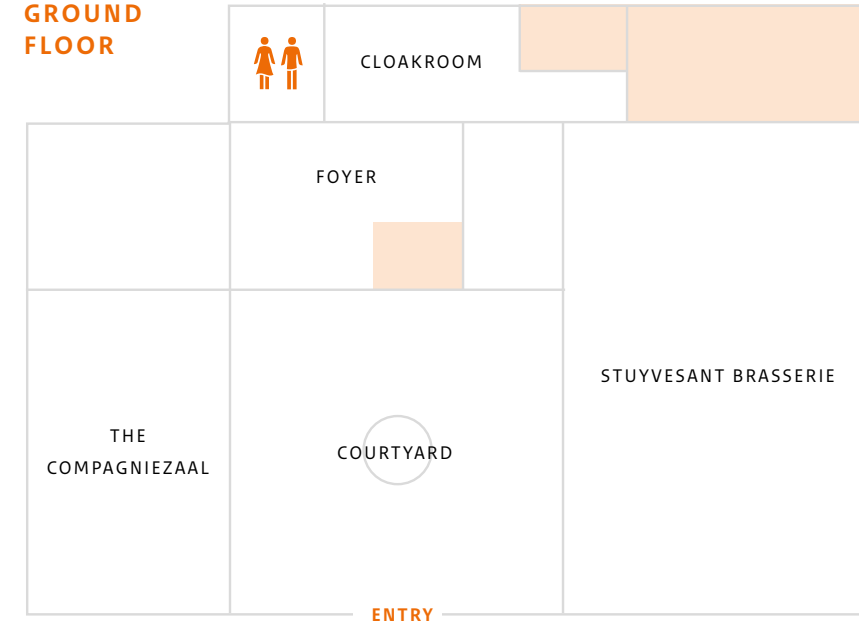 GROUND
FLOOR
CLOAKROOM
FOYER
STUYVESANT BRASSERIE
THE
COMPAGNIEZAAL
COURTYARD
ENTRY